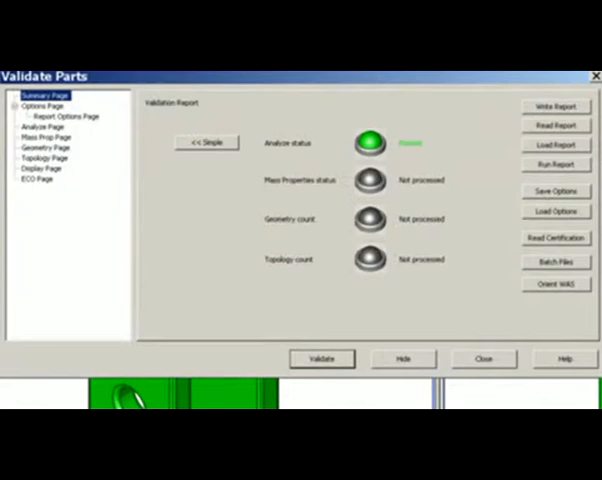 Validate Parts
Summary Page
Options Page
Report Options Page
Analyze Page
Mass Prop Page
Geometry Page
Topology Page
Display Page
ECO Page
Validation Report
<< Simple
Analyze status
Passed
Mass Properties status
Not processed
Geometry count
Not processed
Topology count
Not processed
Write Report
Read Report
Load Report
Run Report
Save Options
Load Options
Read Certification
Batch Files
Orient WAS
Validate
Hide
Close
Help